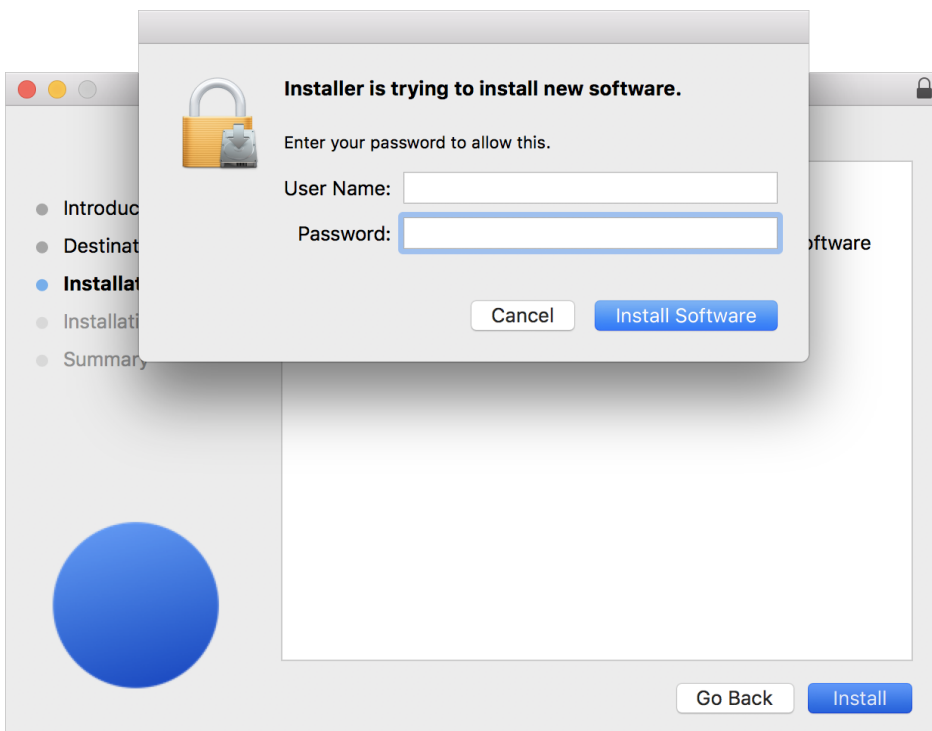 Installer is trying to install new software.
Enter your password to allow this.
User Name:
Password:
Cancel
Install Software
Introduc
Destinat
Installat
Installati
Summary
oftware
Go Back
Install